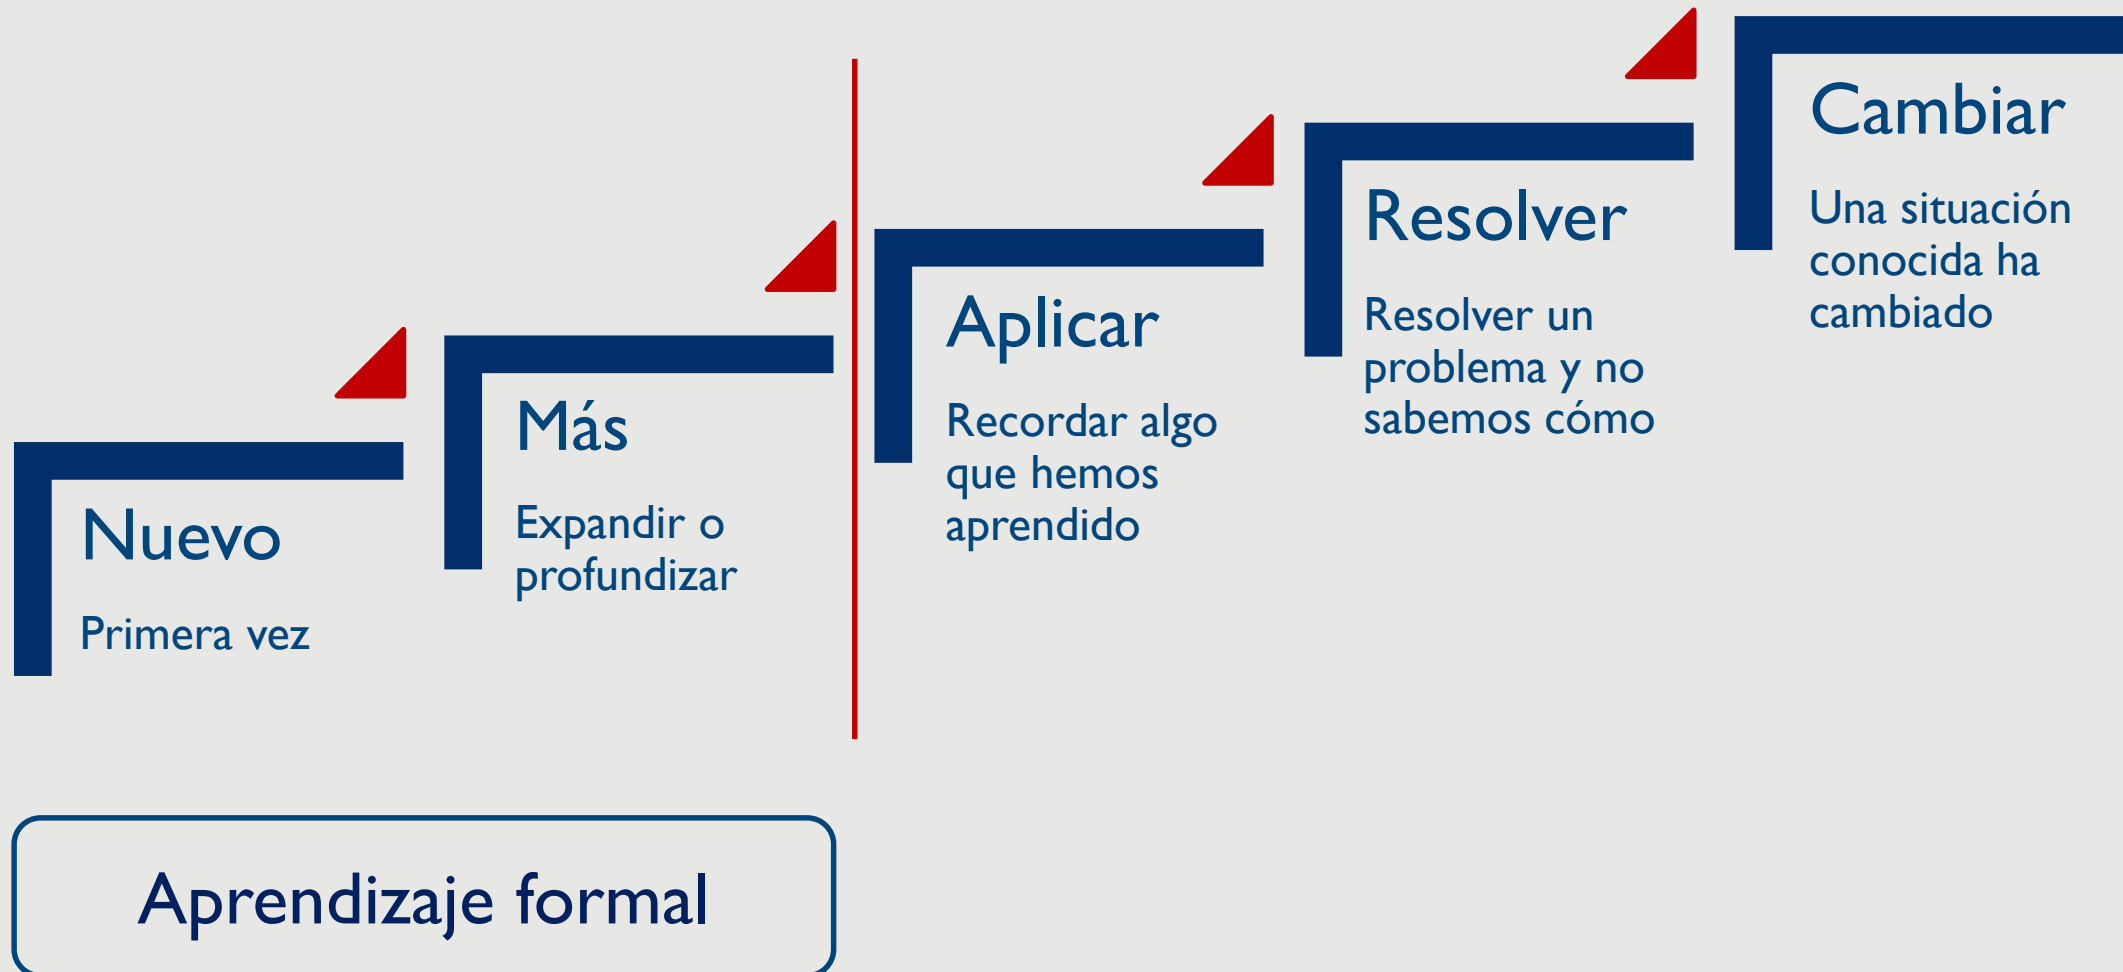 Nuevo
Primera vez
Más
Expandir o
profundizar
Aplicar
Recordar algo
que hemos
aprendido
Resolver
Resolver un
problema y no
sabemos cómo
Cambiar
Una situación
conocida ha
cambiado
Aprendizaje formal